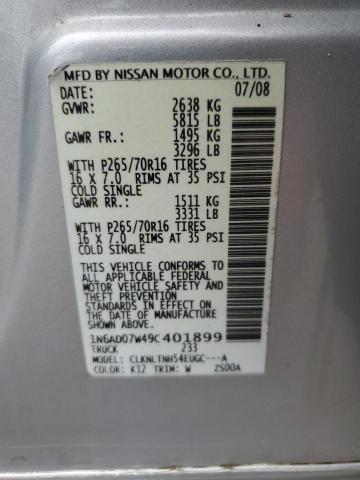 MFD BY NISSAN MOTOR CO., LTD.
DATE: 07/08
GVWR: 2638 KG
5815 LB
GAWR FR: 1495 KG
3296 LB
WITH P265/70R16 TIRES
16 X 7.0 RIMS AT 35 PSI
COLD SINGLE
GAWR RR: 1511 KG
3331 LB
WITH P265/70R16 TIRES
16 X 7.0 RIMS AT 35 PSI
COLD SINGLE
THIS VEHICLE CONFORMS TO
ALL APPLICABLE FEDERAL
MOTOR VEHICLE SAFETY AND
THEFT PREVENTION
STANDARDS IN EFFECT ON
THE DATE OF MANUFACTURE
SHOWN ABOVE.
1N6AD07W49C401899
TRUCK 233
MODEL: CLKNLTNH54EUGC---A
COLOR: K12 TRIM: W 2S00A